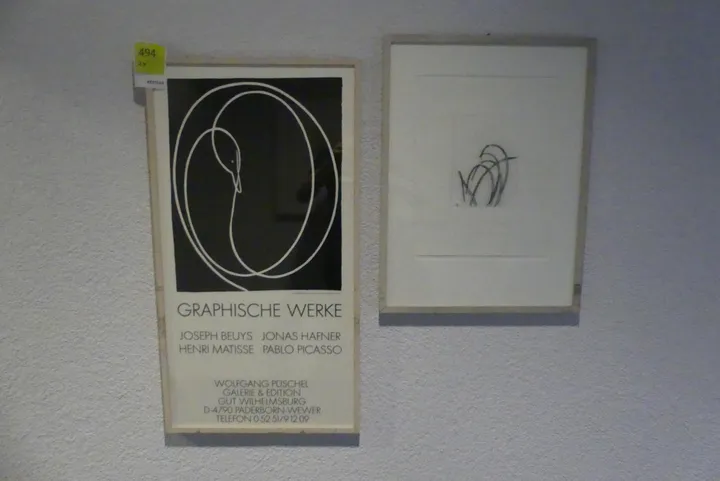 494
GRAPHISCHE WERKE
JOSEPH BEUYS JONAS HAFNER
HENRI MATISSE PABLO PICASSO
WOLFGANG PÜSCHEL
GALERIE & EDITION
GUT WILHELMSBURG
D-4790 PADERBORN-WEWER
TELEFON 0 52 51/9 12 09